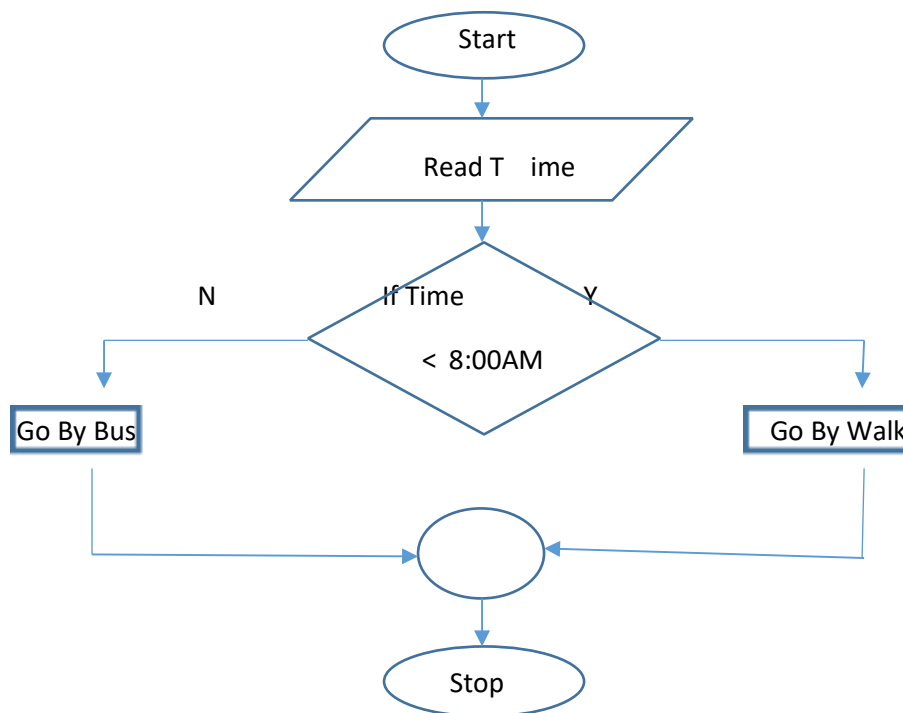 Start
Read T ime
N If Time Y
< 8:00AM
Go By Bus
Go By Walk
Stop